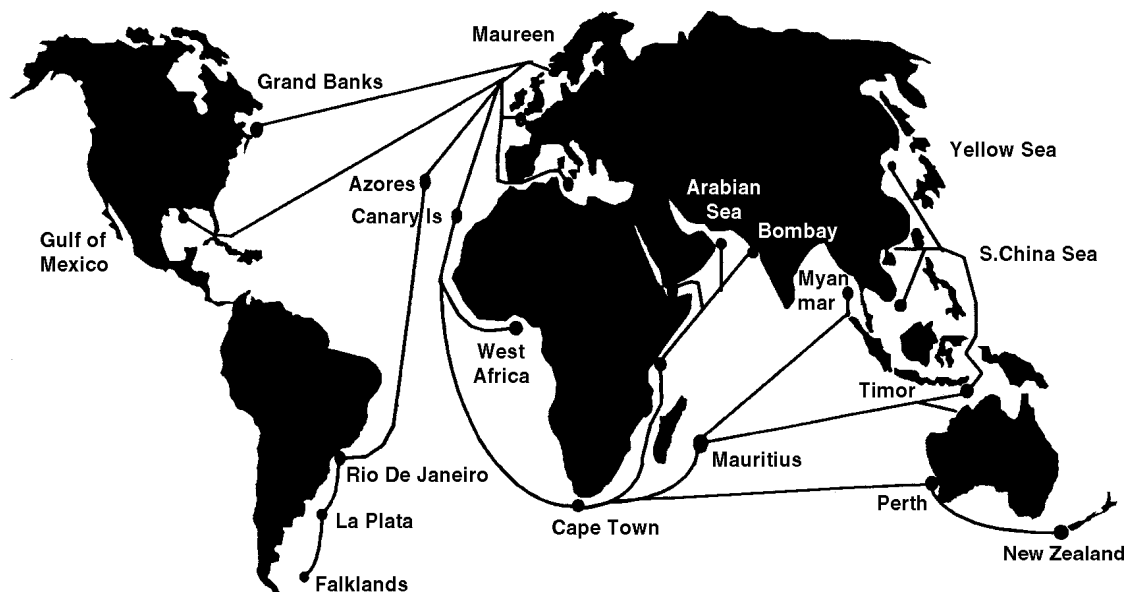 Maureen
Grand Banks
Yellow Sea
Azores
Arabian
Sea
Canary Is
Bombay
Gulf of
Mexico
S.China Sea
Myan
mar
West
Africa
Timor
Mauritius
Rio De Janeiro
Perth
La Plata
Cape Town
New Zealand
Falklands